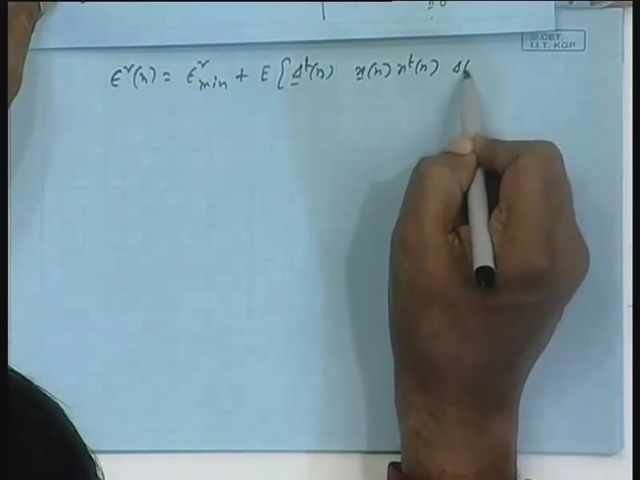 © CET
I.I.T. KGP
ϵ²(n) = ϵ²min + E { Δᵗ(n) x(n) xᵗ(n) Δ(